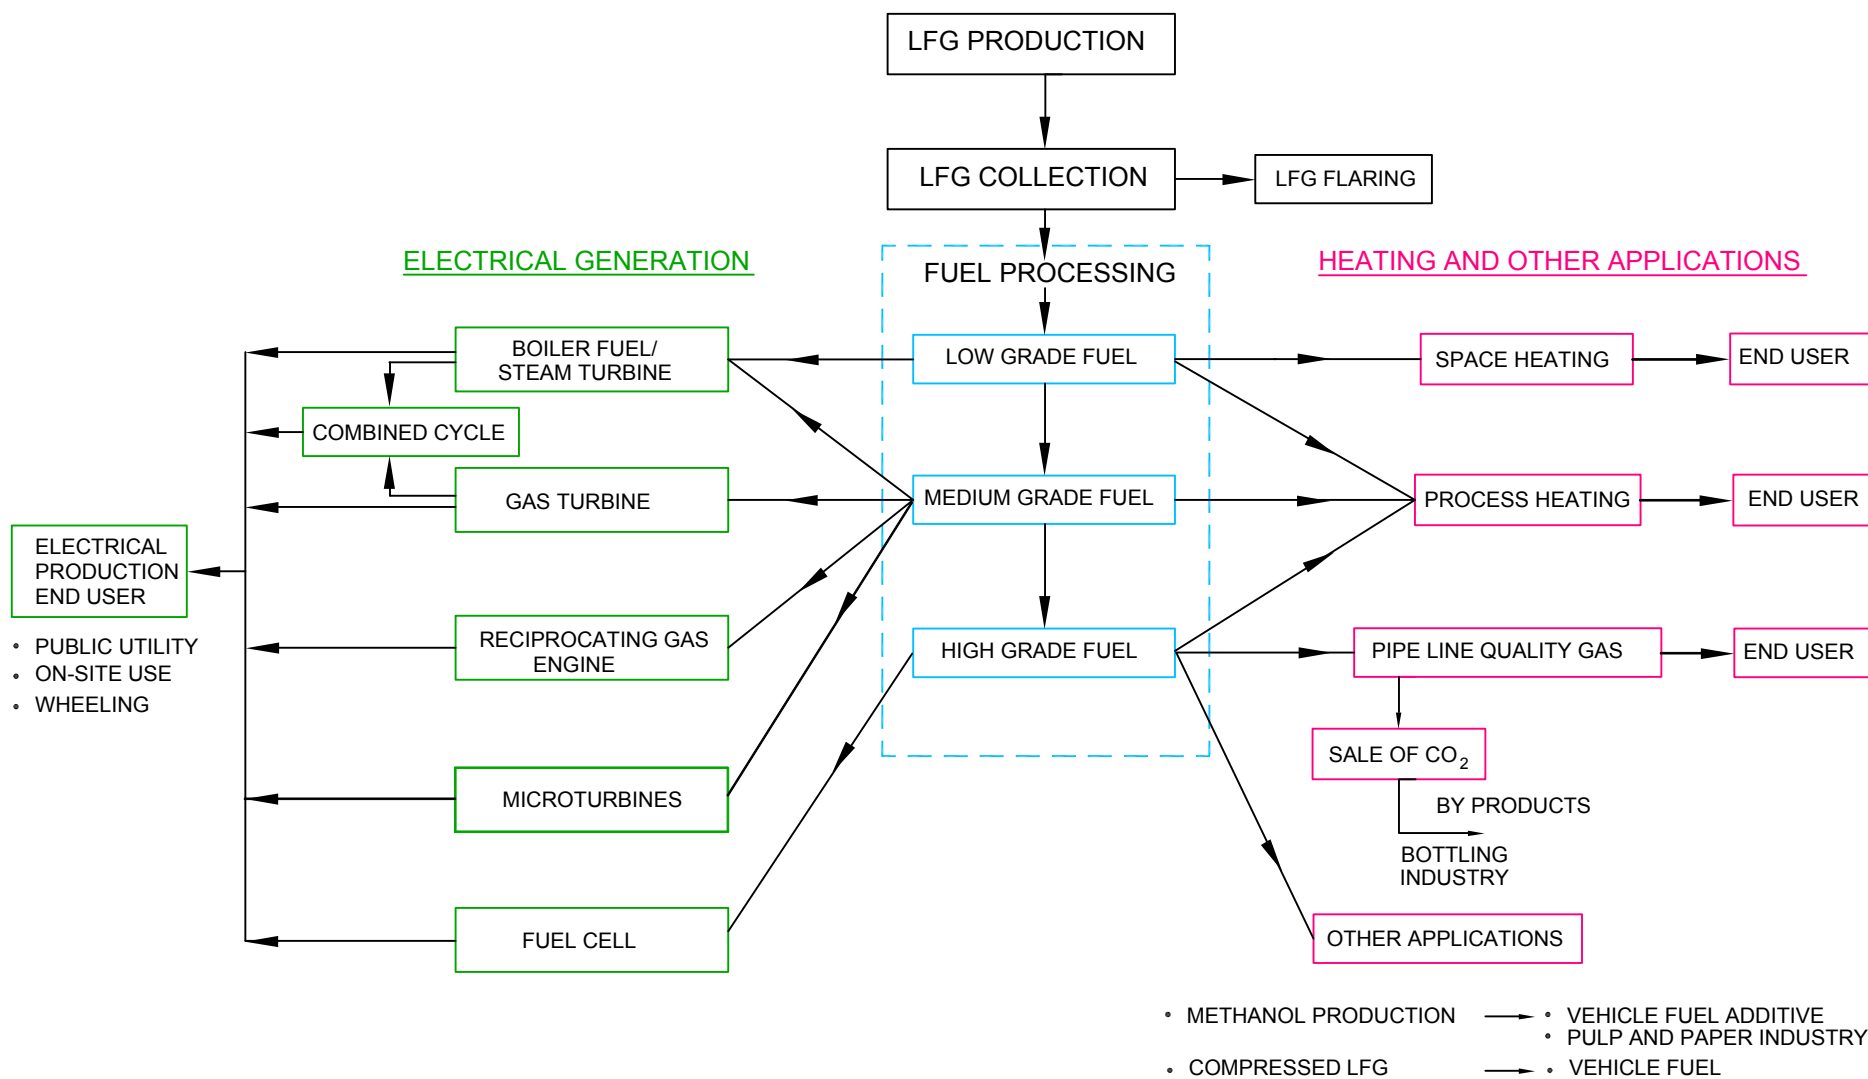 LFG PRODUCTION
LFG COLLECTION
LFG FLARING
ELECTRICAL GENERATION
FUEL PROCESSING
HEATING AND OTHER APPLICATIONS
BOILER FUEL/
STEAM TURBINE
LOW GRADE FUEL
SPACE HEATING
END USER
COMBINED CYCLE
GAS TURBINE
MEDIUM GRADE FUEL
PROCESS HEATING
END USER
ELECTRICAL
PRODUCTION
END USER
• PUBLIC UTILITY
• ON-SITE USE
• WHEELING
RECIPROCATING GAS
ENGINE
HIGH GRADE FUEL
PIPE LINE QUALITY GAS
END USER
SALE OF CO₂
BY PRODUCTS
BOTTLING
INDUSTRY
MICROTURBINES
FUEL CELL
OTHER APPLICATIONS
• METHANOL PRODUCTION
• VEHICLE FUEL ADDITIVE
• PULP AND PAPER INDUSTRY
• COMPRESSED LFG
• VEHICLE FUEL